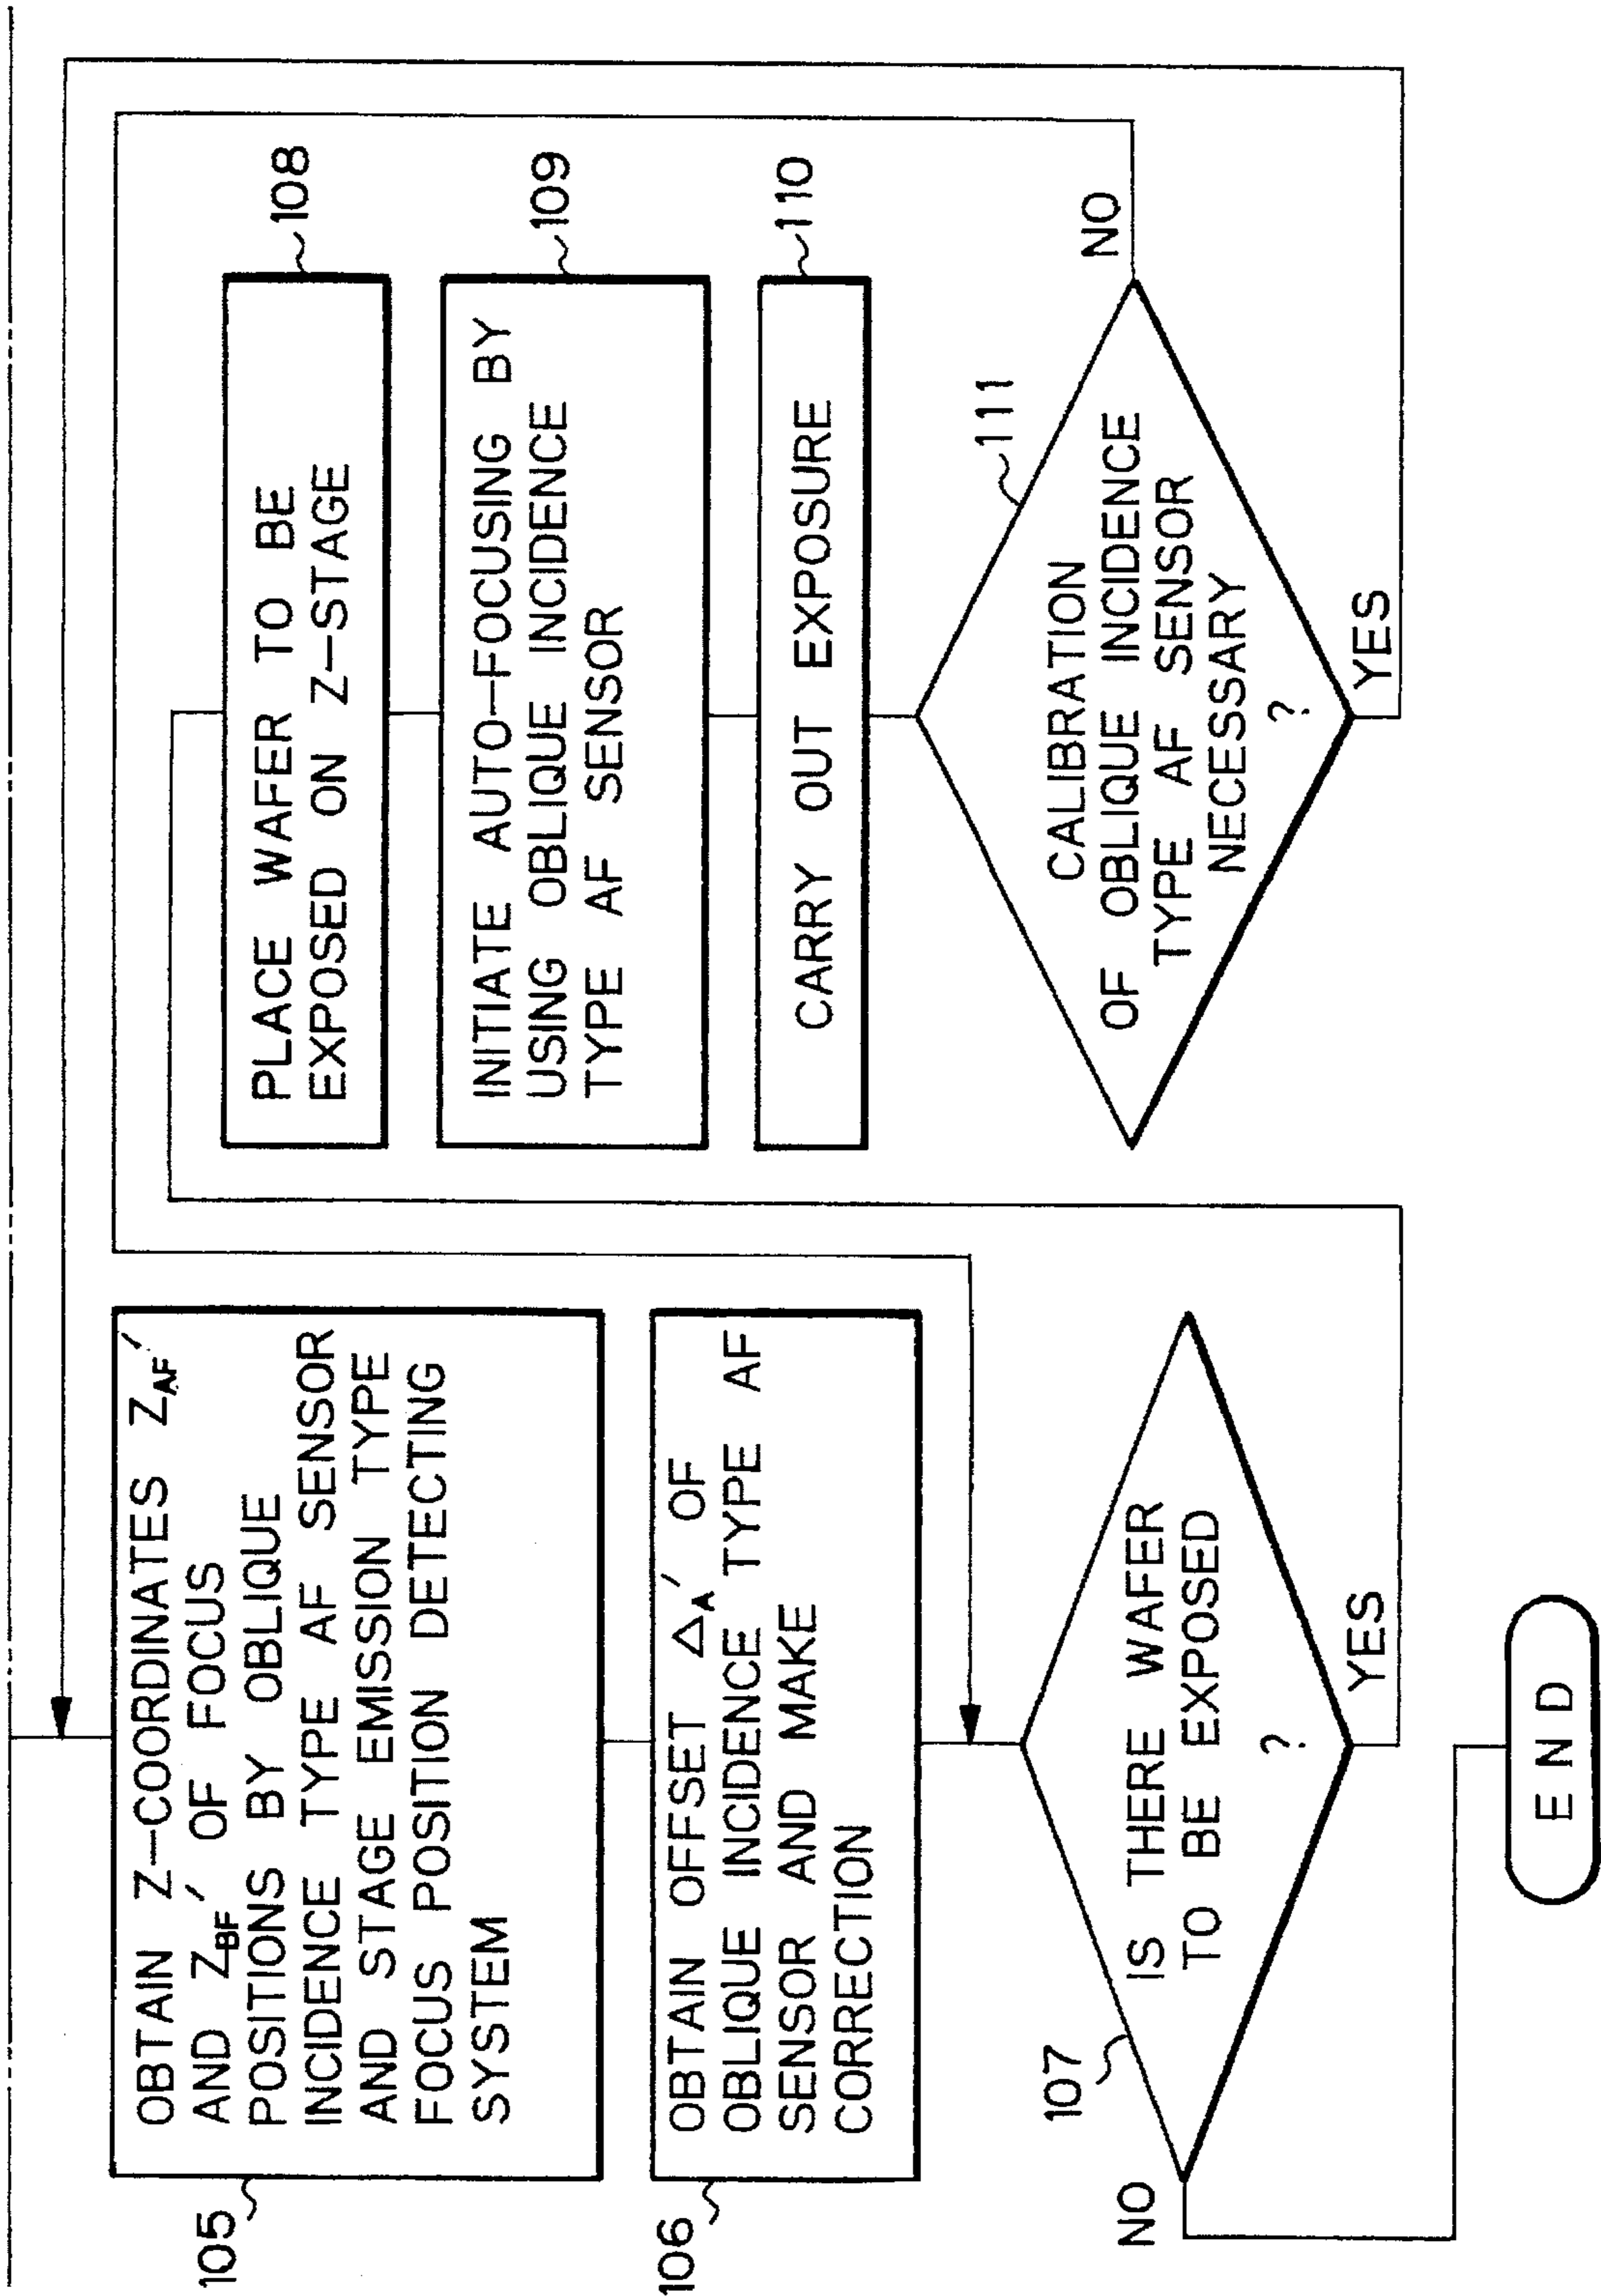 105
OBTAIN Z-COORDINATES Z_AF′
AND Z_BF′ OF FOCUS
POSITIONS BY OBLIQUE
INCIDENCE TYPE AF SENSOR
AND STAGE EMISSION TYPE
FOCUS POSITION DETECTING
SYSTEM
106
OBTAIN OFFSET Δ_A′ OF
OBLIQUE INCIDENCE TYPE AF
SENSOR AND MAKE
CORRECTION
107
IS THERE WAFER
TO BE EXPOSED
?
NO
YES
END
108
PLACE WAFER TO BE
EXPOSED ON Z-STAGE
109
INITIATE AUTO-FOCUSING BY
USING OBLIQUE INCIDENCE
TYPE AF SENSOR
110
CARRY OUT EXPOSURE
111
CALIBRATION
OF OBLIQUE INCIDENCE
TYPE AF SENSOR
NECESSARY
?
NO
YES